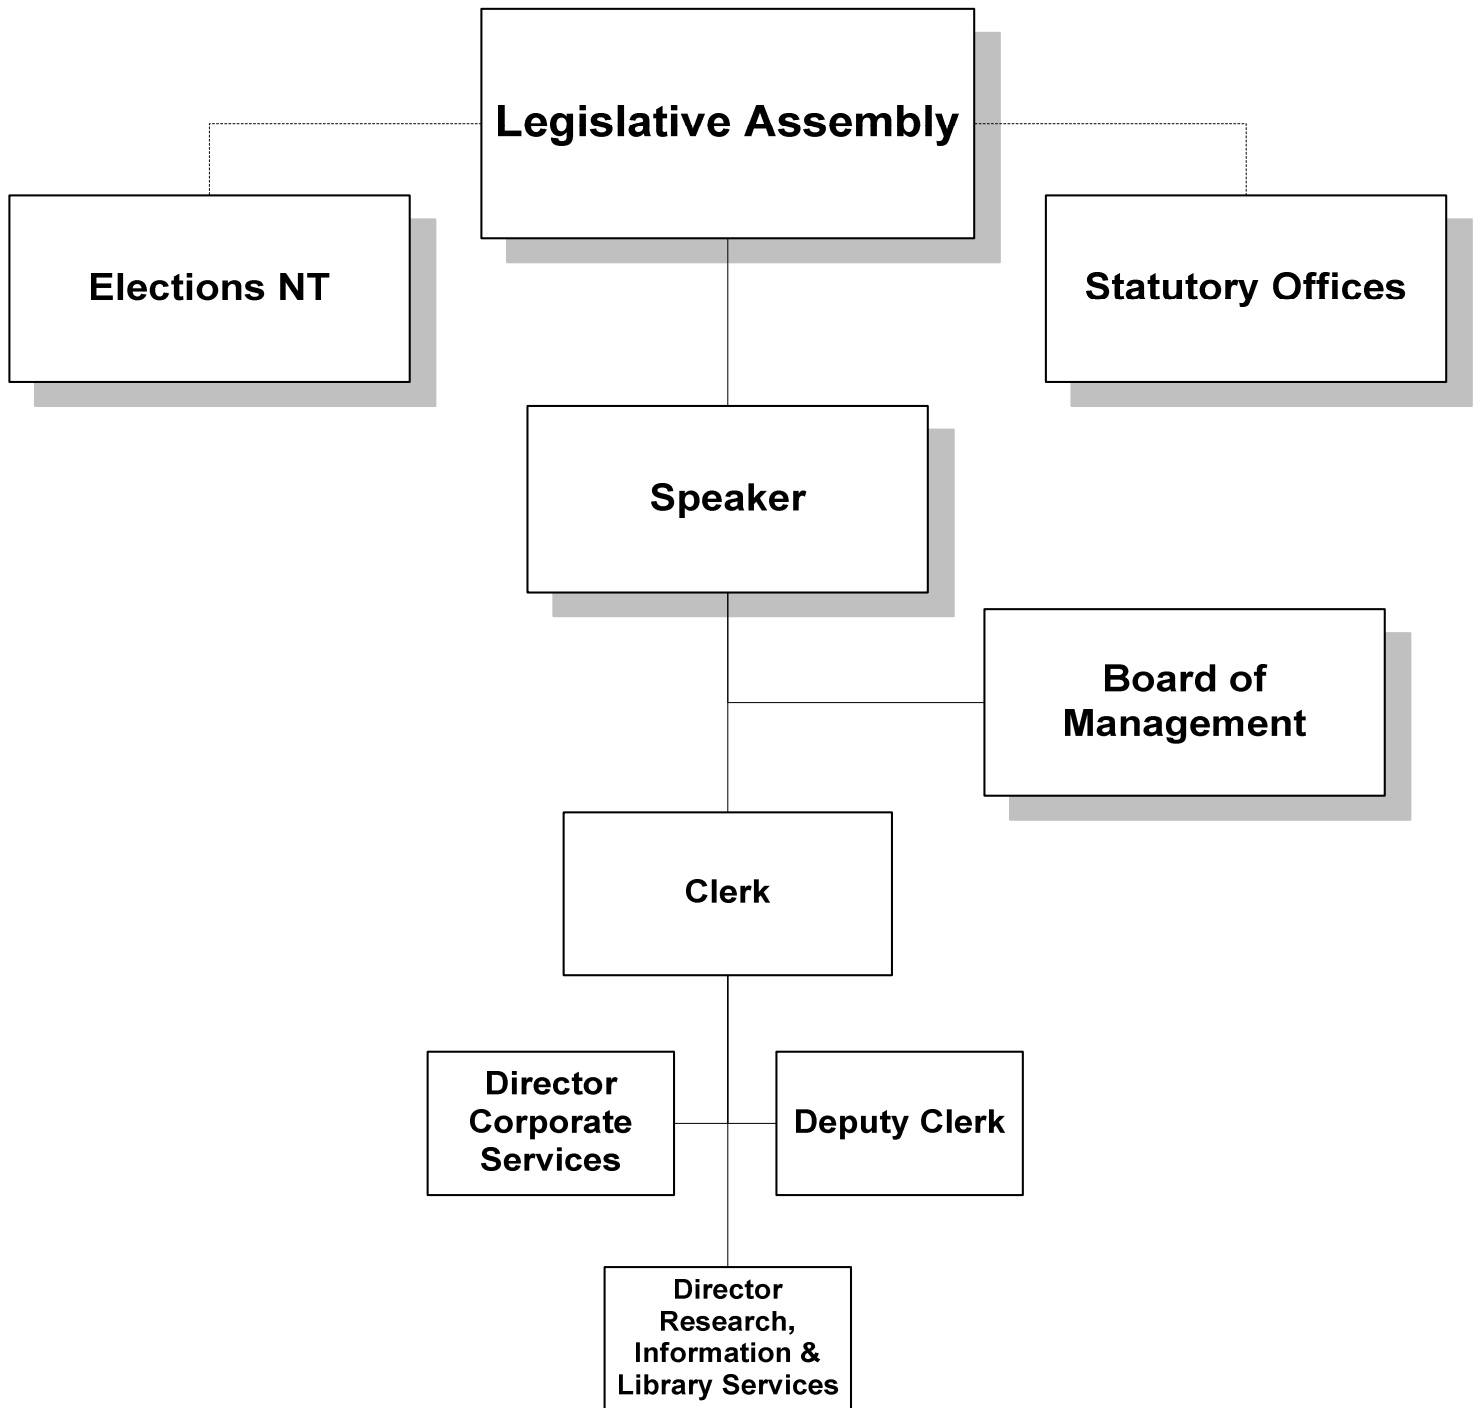 Legislative Assembly
Elections NT
Statutory Offices
Speaker
Board of
Management
Clerk
Director
Corporate
Services
Deputy Clerk
Director
Research,
Information &
Library Services